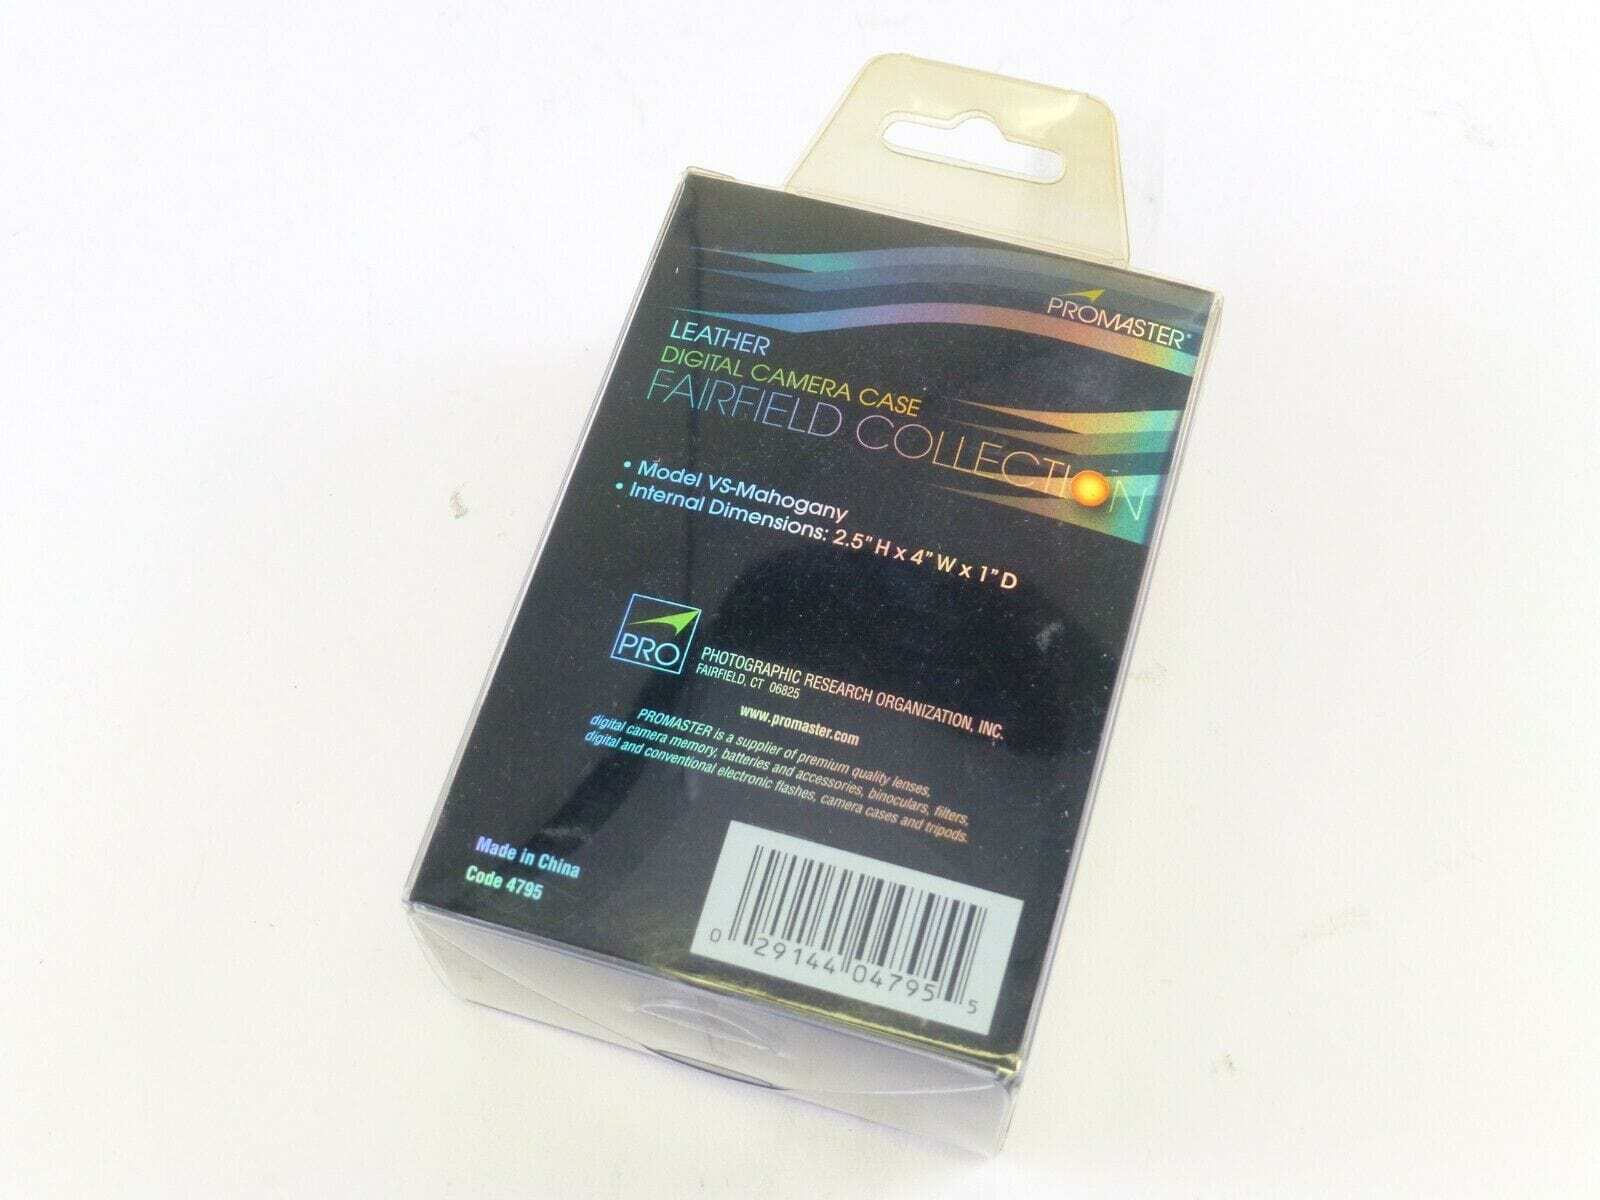 PROMASTER®
LEATHER
DIGITAL CAMERA CASE
FAIRFIELD COLLECTION
• Model VS-Mahogany
• Internal Dimensions: 2.5" H x 4" W x 1" D
PRO
PHOTOGRAPHIC RESEARCH ORGANIZATION, INC.
FAIRFIELD, CT 06825
www.promaster.com
PROMASTER is a supplier of premium quality lenses,
digital camera memory, batteries and accessories, binoculars, filters,
digital and conventional electronic flashes, camera cases and tripods.
Made in China
Code 4795
0 29144 04795 5